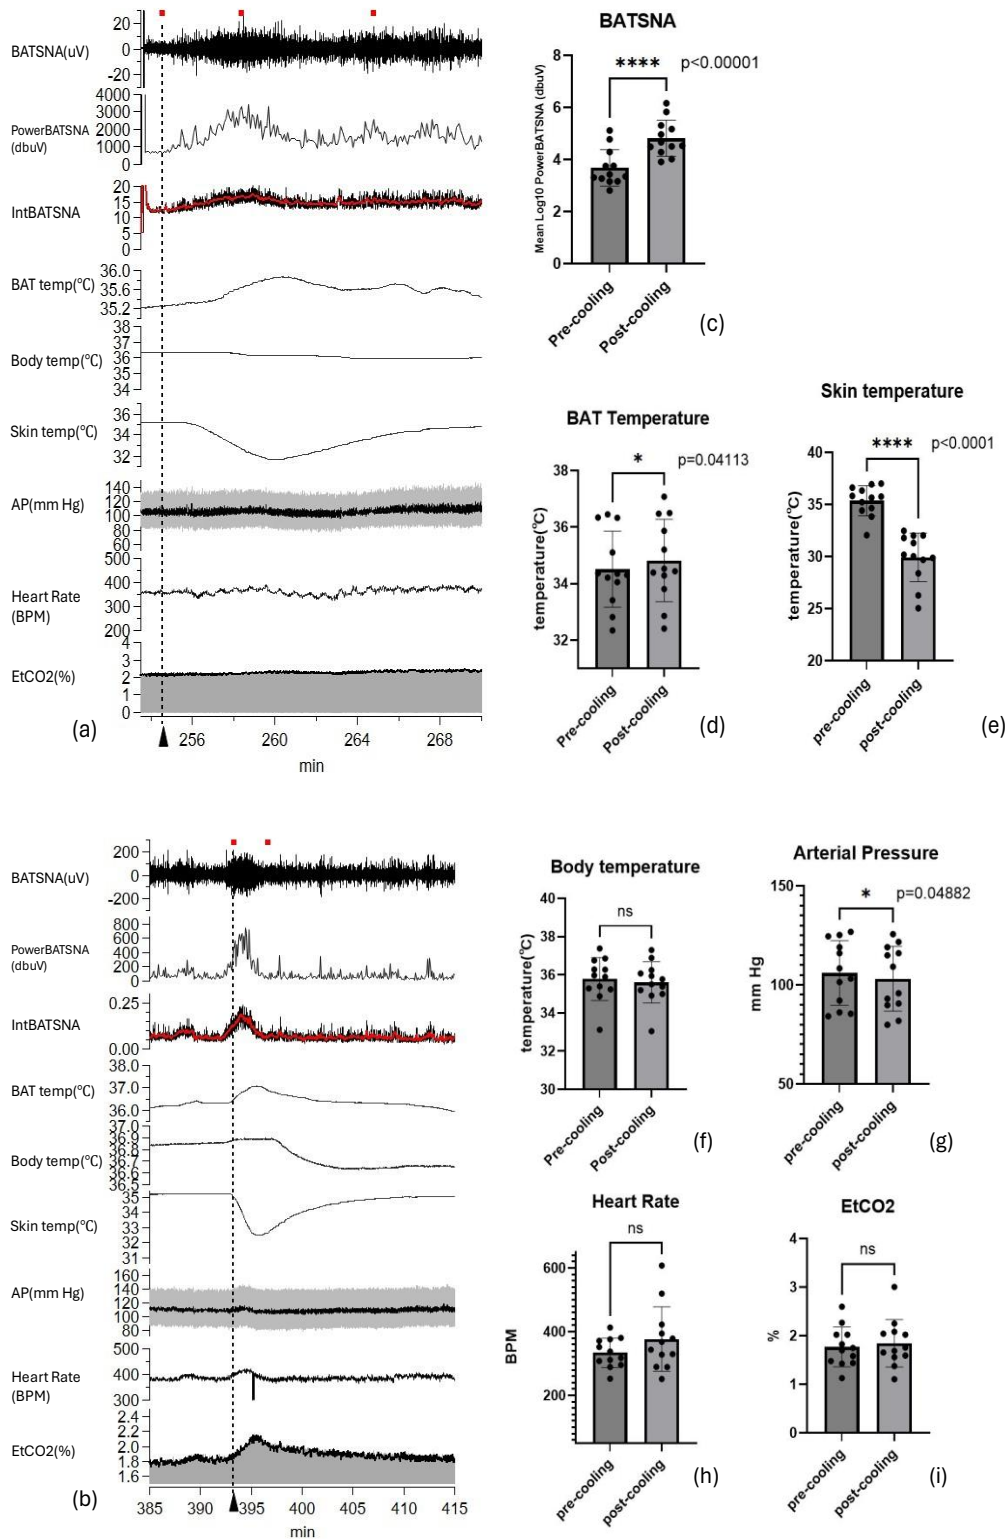 BATSNA(uV)
20
0
-20
PowerBATSNA
(dbuV)
4000
3000
2000
1000
0
IntBATSNA
20
15
10
5
0
BAT temp(°C)
36.0
35.6
35.2
Body temp(°C)
38
37
36
35
34
Skin temp(°C)
36
34
32
AP(mm Hg)
140
120
100
80
60
Heart Rate
(BPM)
500
400
300
200
EtCO2(%)
4
3
2
1
0
256 260 264 268
min
(a)
BATSNA
**** p<0.00001
Mean Log10 PowerBATSNA (dbuV)
8
6
4
2
0
Pre-cooling
Post-cooling
(c)
BAT Temperature
* p=0.04113
temperature(°C)
38
36
34
32
Pre-cooling
Post-cooling
(d)
Skin temperature
**** p<0.0001
temperature(°C)
40
35
30
25
20
pre-cooling
post-cooling
(e)
BATSNA(uV)
200
0
-200
PowerBATSNA
(dbuV)
800
600
400
200
0
IntBATSNA
0.25
0.00
BAT temp(°C)
38.0
37.0
36.0
Body temp(°C)
37.0
36.9
36.7
36.6
36.5
Skin temp(°C)
35
34
33
32
31
AP(mm Hg)
160
140
120
100
80
Heart Rate
(BPM)
500
400
300
EtCO2(%)
2.4
2.2
2.0
1.8
1.6
385 390 395 400 405 410 415
min
(b)
Body temperature
ns
temperature(°C)
40
38
36
34
32
30
Pre-cooling
Post-cooling
(f)
Arterial Pressure
* p=0.04882
mm Hg
150
100
50
pre-cooling
post-cooling
(g)
Heart Rate
ns
BPM
600
400
200
pre-cooling
post-cooling
(h)
EtCO2
ns
%
4
3
2
1
0
pre-cooling
post-cooling
(i)